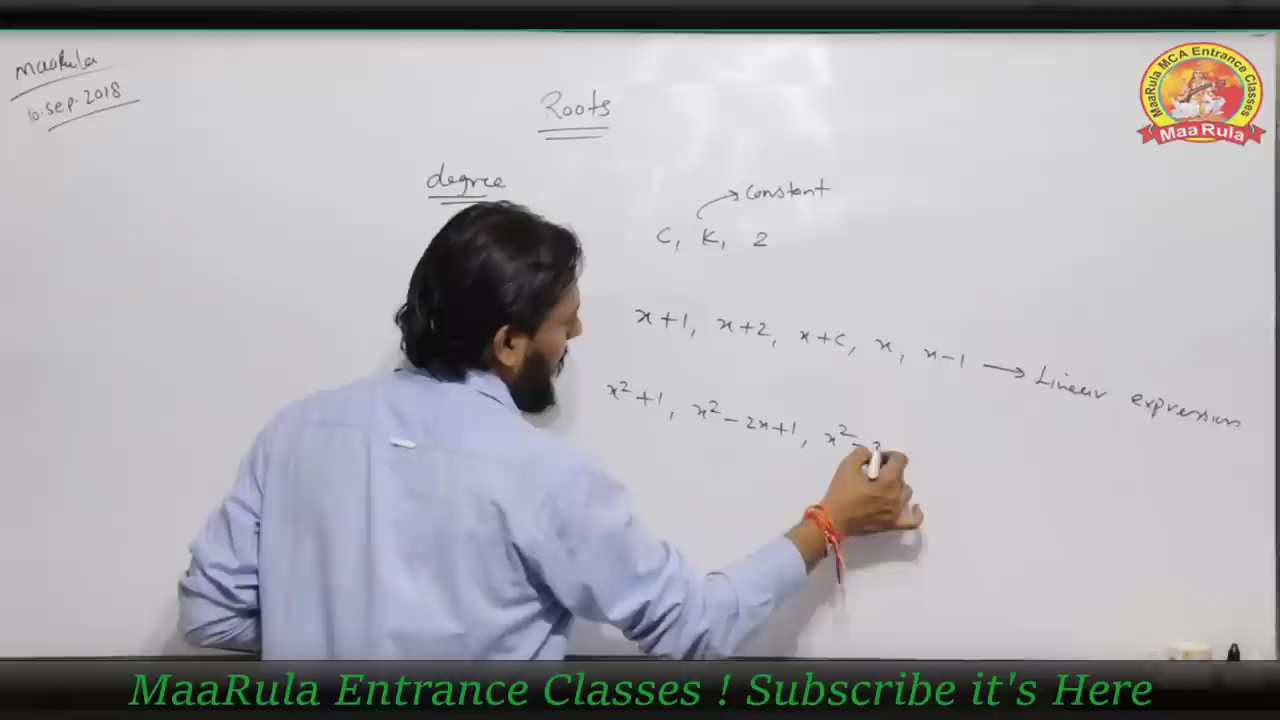 MaaRula
10.Sep.2018
Roots
degree
Constant
C, K, 2
x+1, x+2, x+c, x, x-1 → Linear expression
x²+1, x²-2x+1, x²-
MaaRula MCA Entrance Classes
MaaRula
MaaRula Entrance Classes ! Subscribe it's Here